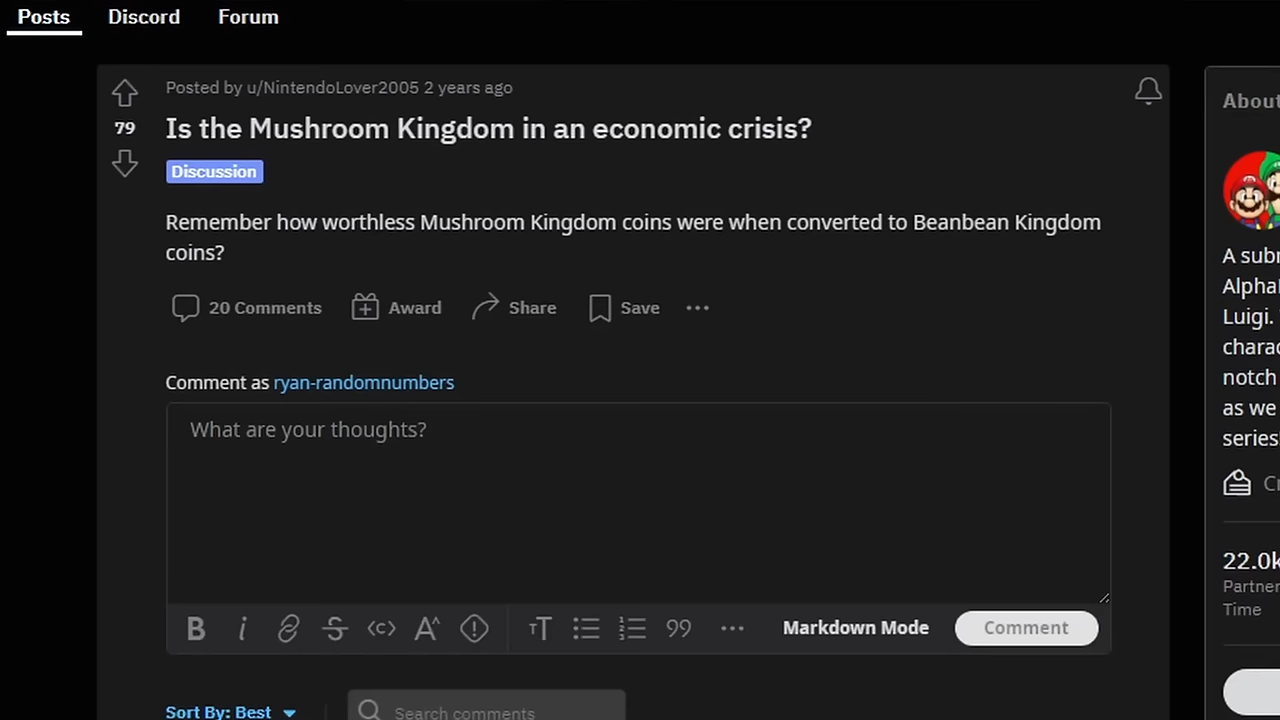 Posts Discord Forum
Posted by u/NintendoLover2005 2 years ago
79
Is the Mushroom Kingdom in an economic crisis?
Discussion
Remember how worthless Mushroom Kingdom coins were when converted to Beanbean Kingdom
coins?
20 Comments Award Share Save
Comment as ryan-randomnumbers
What are your thoughts?
Markdown Mode Comment
Sort By: Best Search comments
About
A subr
Alpha
Luigi.
charac
notch
as we
series
Cr
22.0k
Partner
Time